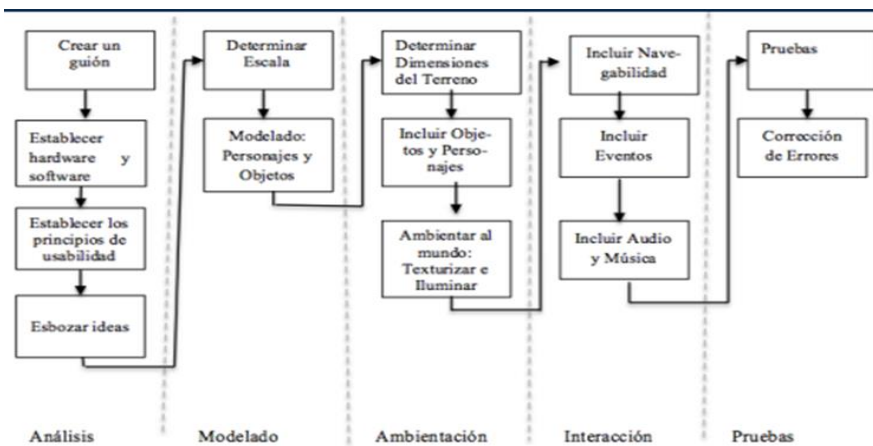 Crear un
guión
Establecer
hardware y
software
Establecer los
principios de
usabilidad
Esbozar ideas
Determinar
Escala
Modelado:
Personajes y
Objetos
Determinar
Dimensiones
del Terreno
Incluir Obje-
tos y Perso-
najes
Ambientar al
mundo:
Texturizar e
Iluminar
Incluir Nave-
gabilidad
Incluir
Eventos
Incluir Audio
y Música
Pruebas
Corrección
de Errores
Análisis
Modelado
Ambientación
Interacción
Pruebas